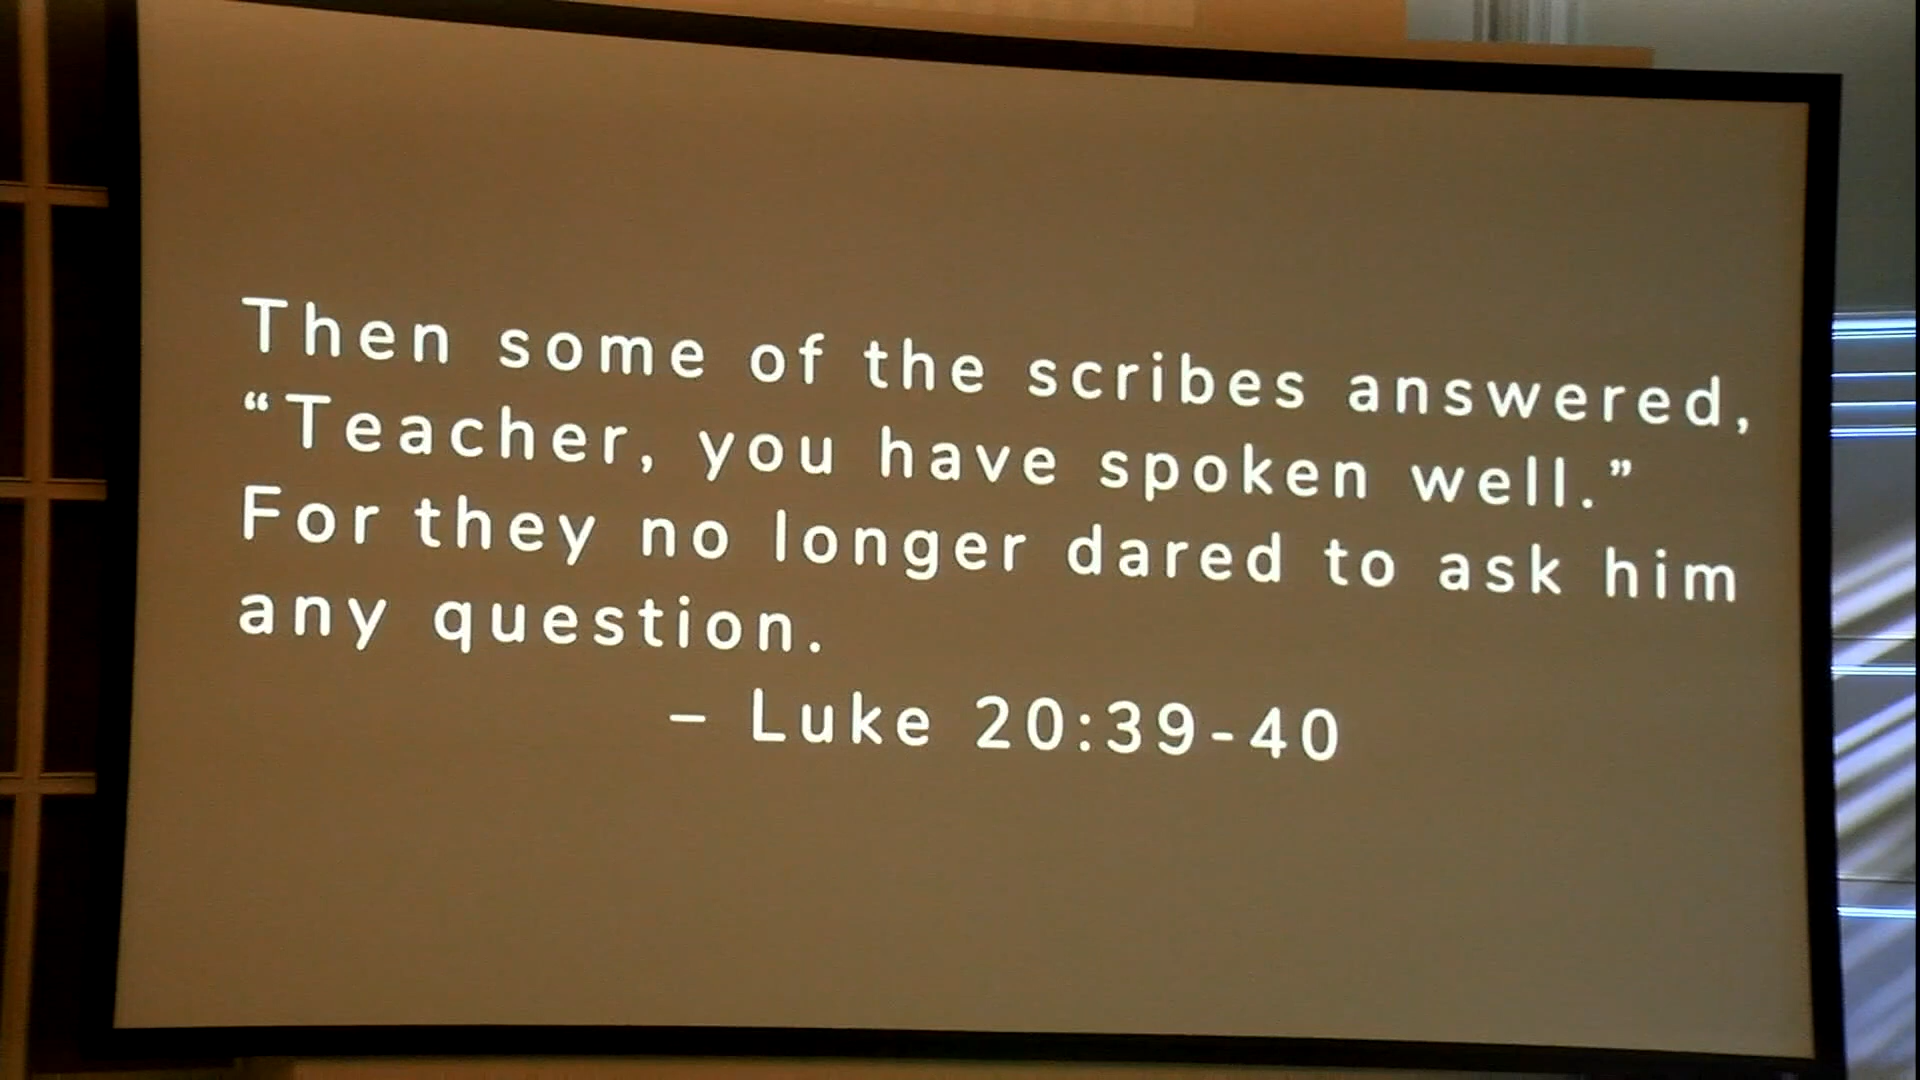 Then some of the scribes answered,
“Teacher, you have spoken well.”
For they no longer dared to ask him
any question.
– Luke 20:39-40